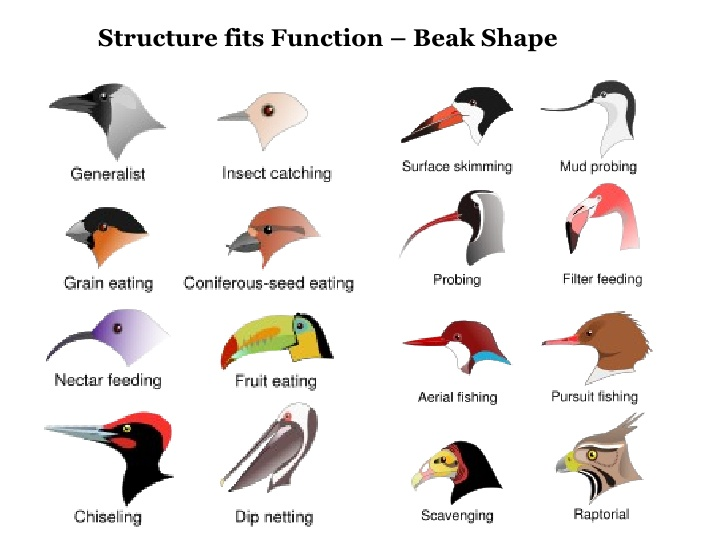 Structure fits Function – Beak Shape
Generalist
Insect catching
Surface skimming
Mud probing
Grain eating
Coniferous-seed eating
Probing
Filter feeding
Nectar feeding
Fruit eating
Aerial fishing
Pursuit fishing
Chiseling
Dip netting
Scavenging
Raptorial